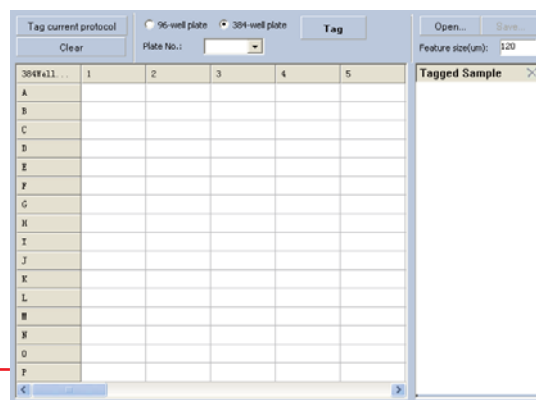 Tag current protocol
96-well plate
384-well plate
Tag
Open...
Save...
Clear
Plate No.:
Feature size(um):
120
384Well... 1 2 3 4 5
Tagged Sample
A
B
C
D
E
F
G
H
I
J
K
L
M
N
O
P